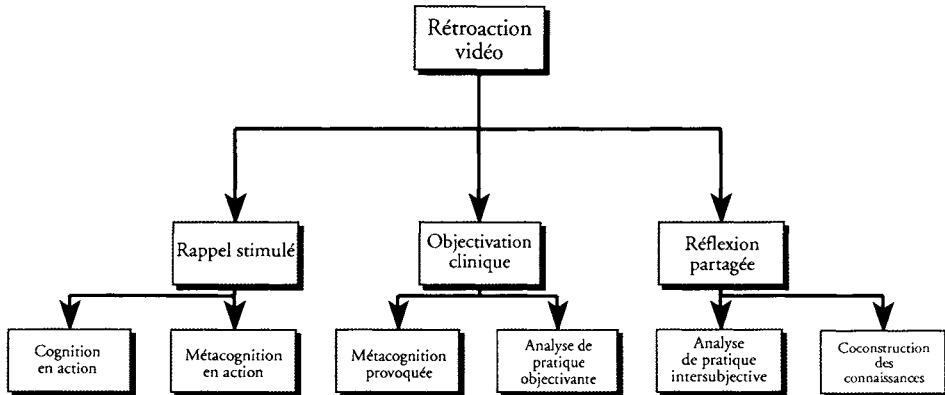 Rétroaction
vidéo
Rappel stimulé
Objectivation
clinique
Réflexion
partagée
Cognition
en action
Métacognition
en action
Métacognition
provoquée
Analyse de
pratique
objectivante
Analyse
de pratique
intersubjective
Coconstruction
des
connaissances